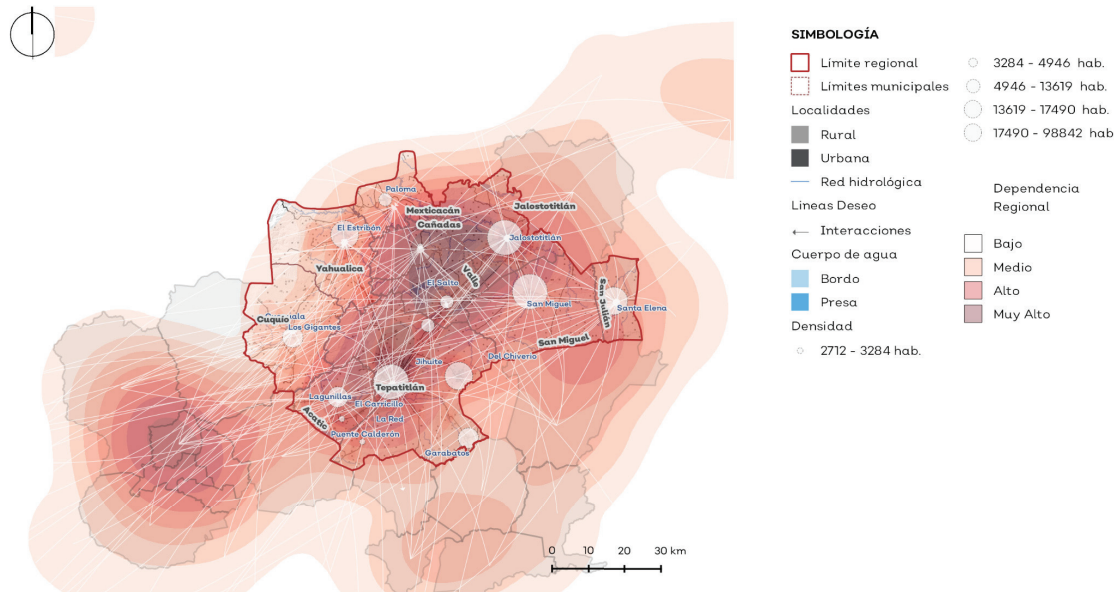 SIMBOLOGÍA
Límite regional
Límites municipales
Localidades
Rural
Urbana
Red hidrológica
Lineas Deseo
Interacciones
Cuerpo de agua
Bordo
Presa
Densidad
2712 - 3284 hab.
3284 - 4946 hab.
4946 - 13619 hab.
13619 - 17490 hab.
17490 - 98842 hab
Dependencia
Regional
Bajo
Medio
Alto
Muy Alto
Paloma
Mexticacán
Jalostotitlán
Cañadas
El Estribón
Jalostotitlán
Yahualica
Valle
El Salto
San Miguel
San Julián
Santa Elena
Cuquío
Los Gigantes
San Miguel
Jihuite
Del Chiverio
Tepatitlán
Lagunillas
El Carricillo
Acatic
La Red
Puente Calderón
Garabatos
0 10 20 30 km